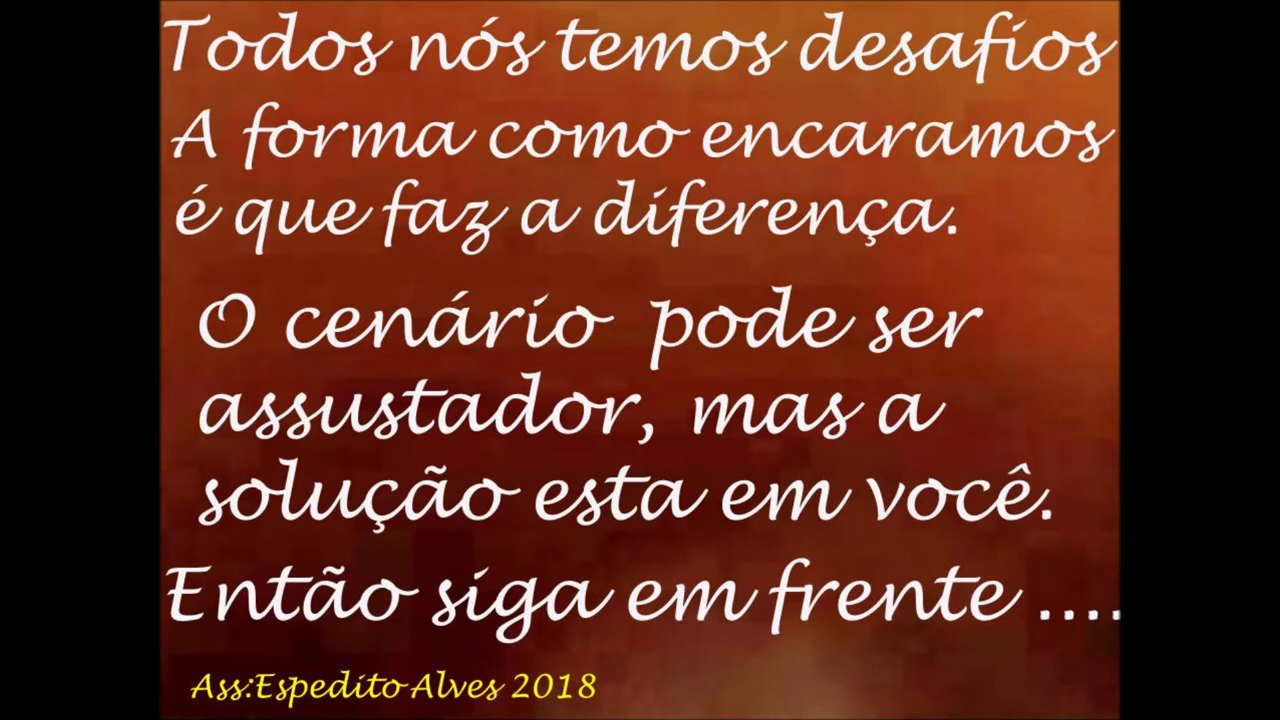 Todos nós temos desafios
A forma como encaramos
é que faz a diferença.
O cenário pode ser
assustador, mas a
solução esta em você.
Então siga em frente ....
Ass:Espedito Alves 2018